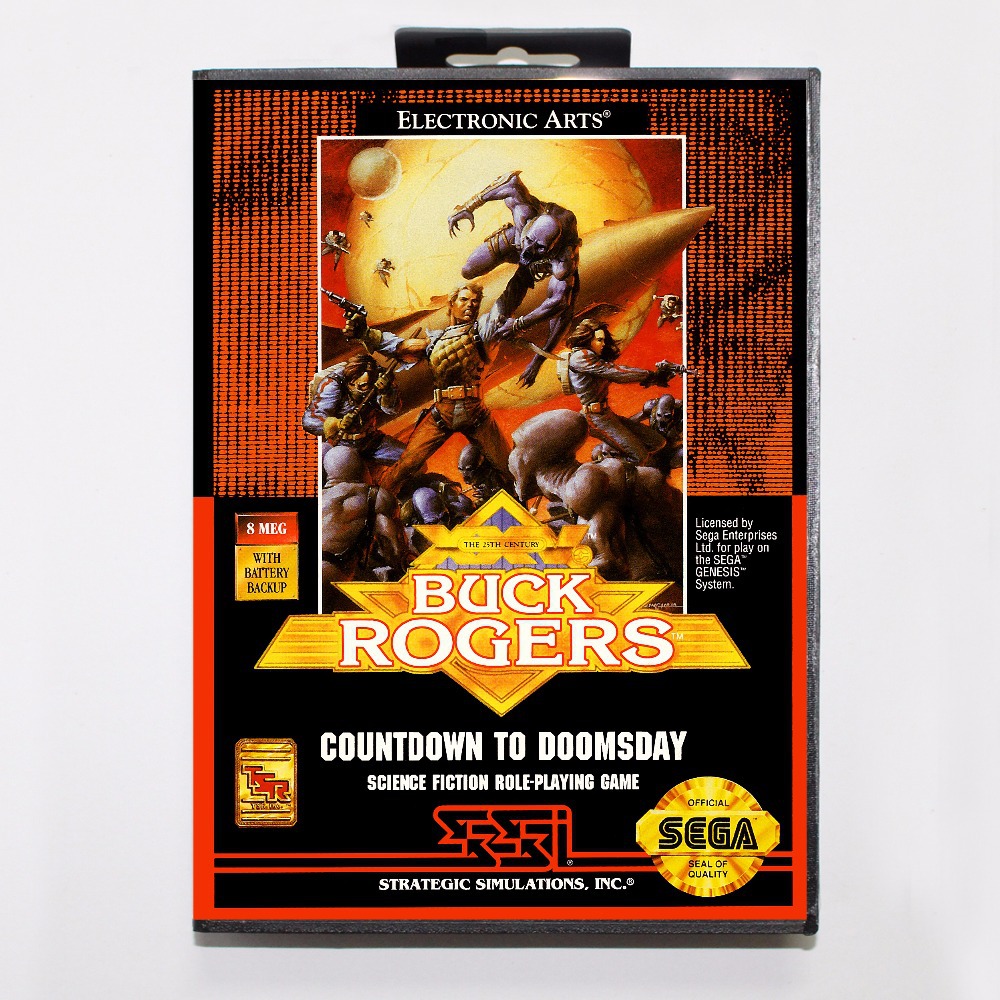 ELECTRONIC ARTS®
8 MEG
WITH
BATTERY
BACKUP
Licensed by
Sega Enterprises
Ltd. for play on
the SEGA™
GENESIS™
System.
THE 25TH CENTURY
™
BUCK
ROGERS™
COUNTDOWN TO DOOMSDAY
SCIENCE FICTION ROLE-PLAYING GAME
TSR
SSI®
STRATEGIC SIMULATIONS, INC.®
OFFICIAL
SEGA
SEAL OF
QUALITY